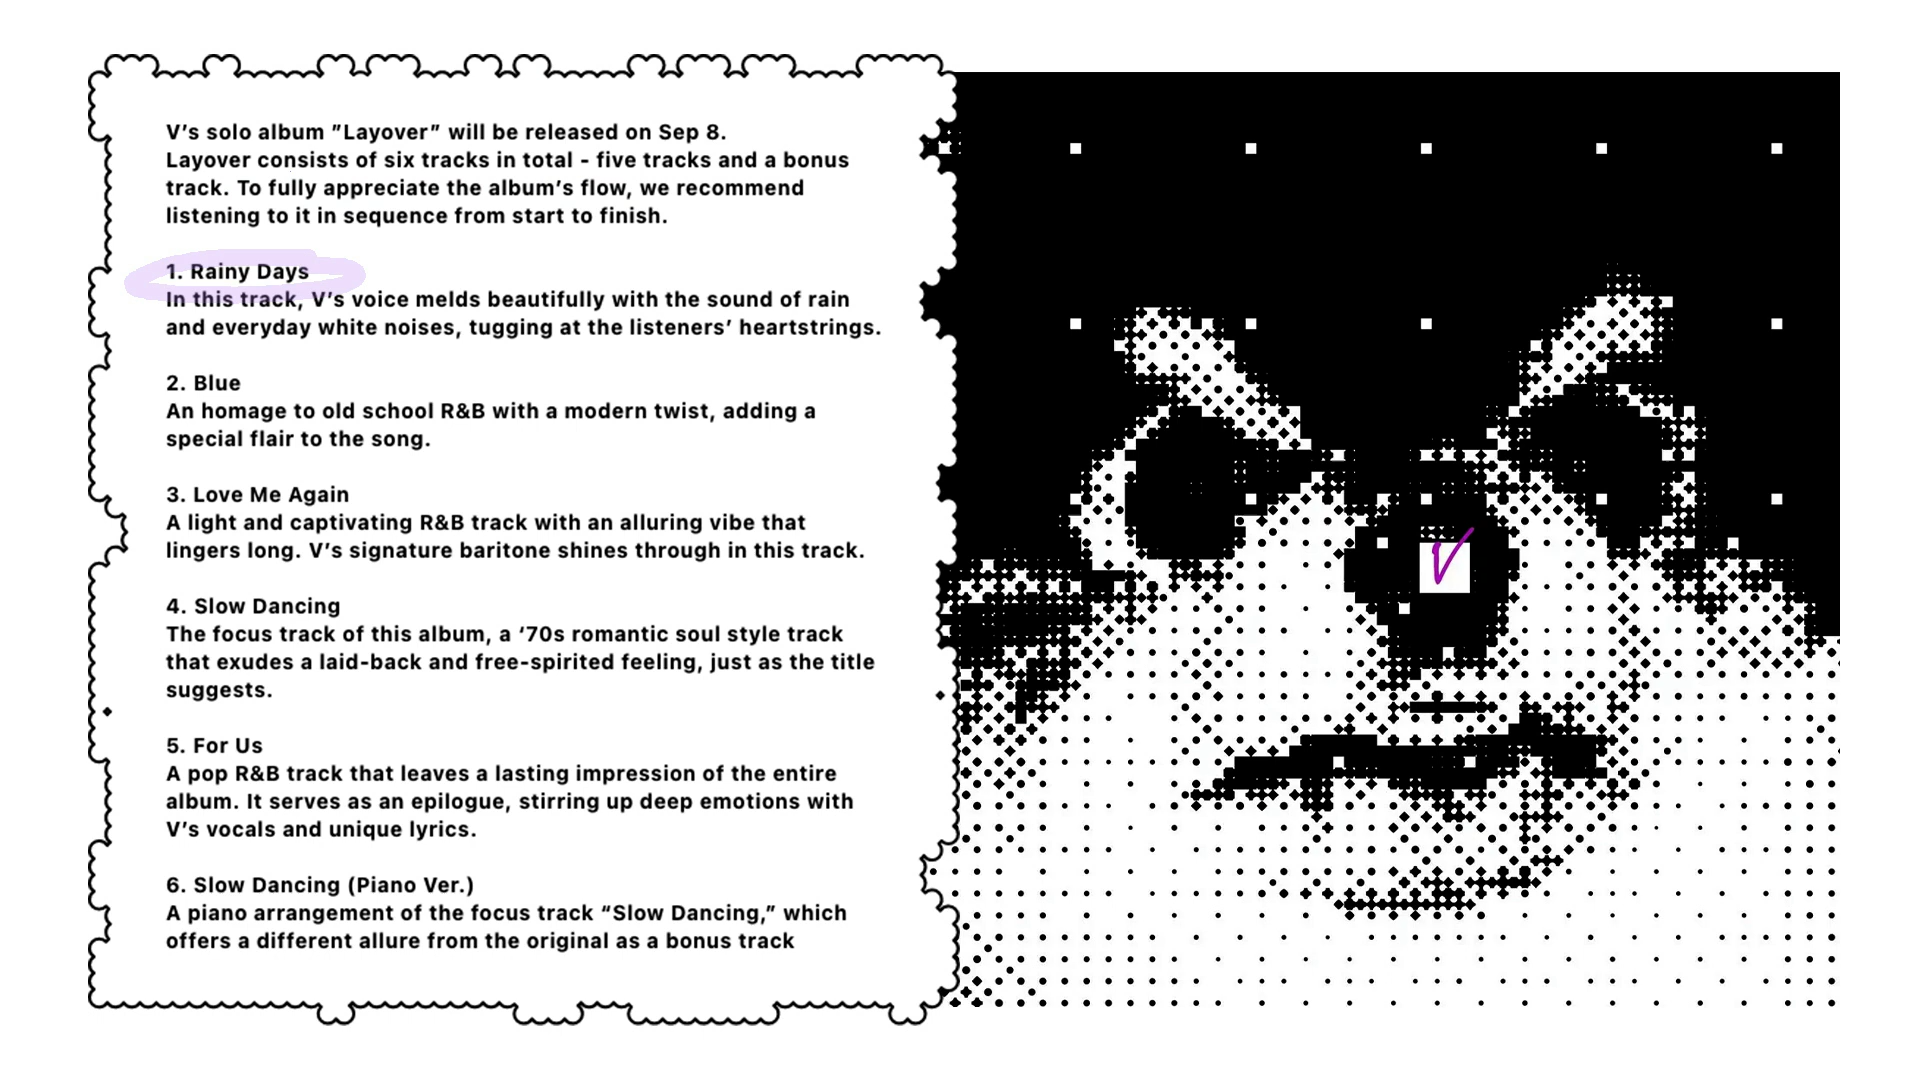 V’s solo album ”Layover” will be released on Sep 8.
Layover consists of six tracks in total - five tracks and a bonus
track. To fully appreciate the album’s flow, we recommend
listening to it in sequence from start to finish.
1. Rainy Days
In this track, V’s voice melds beautifully with the sound of rain
and everyday white noises, tugging at the listeners’ heartstrings.
2. Blue
An homage to old school R&B with a modern twist, adding a
special flair to the song.
3. Love Me Again
A light and captivating R&B track with an alluring vibe that
lingers long. V’s signature baritone shines through in this track.
4. Slow Dancing
The focus track of this album, a ‘70s romantic soul style track
that exudes a laid-back and free-spirited feeling, just as the title
suggests.
5. For Us
A pop R&B track that leaves a lasting impression of the entire
album. It serves as an epilogue, stirring up deep emotions with
V’s vocals and unique lyrics.
6. Slow Dancing (Piano Ver.)
A piano arrangement of the focus track “Slow Dancing,” which
offers a different allure from the original as a bonus track
V